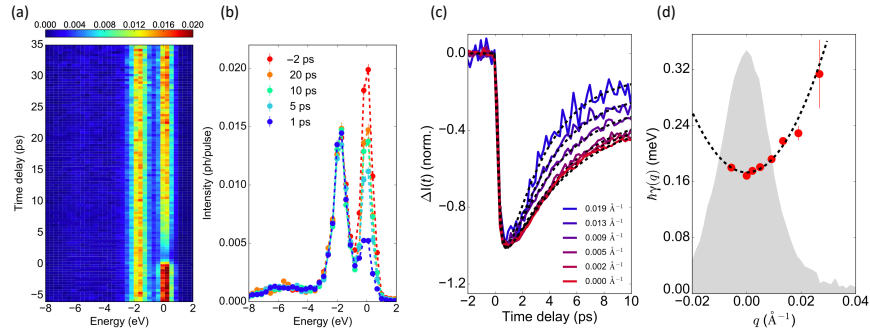 (a)
0.000 0.004 0.008 0.012 0.016 0.020
35
30
25
20
15
10
5
0
−5
Time delay (ps)
−8 −6 −4 −2 0 2
Energy (eV)
(b)
−2 ps
20 ps
10 ps
5 ps
1 ps
0.020
0.015
0.010
0.005
0.000
Intensity (ph/pulse)
−8 −6 −4 −2 0 2
Energy (eV)
(c)
0.0
−0.4
−0.8
−1.2
ΔI(t) (norm.)
0.019 Å⁻¹
0.013 Å⁻¹
0.009 Å⁻¹
0.005 Å⁻¹
0.002 Å⁻¹
0.000 Å⁻¹
−2 0 2 4 6 8 10
Time delay (ps)
(d)
0.32
0.24
0.16
0.08
0.00
ħγ(q) (meV)
−0.02 0.00 0.02 0.04
q (Å⁻¹)